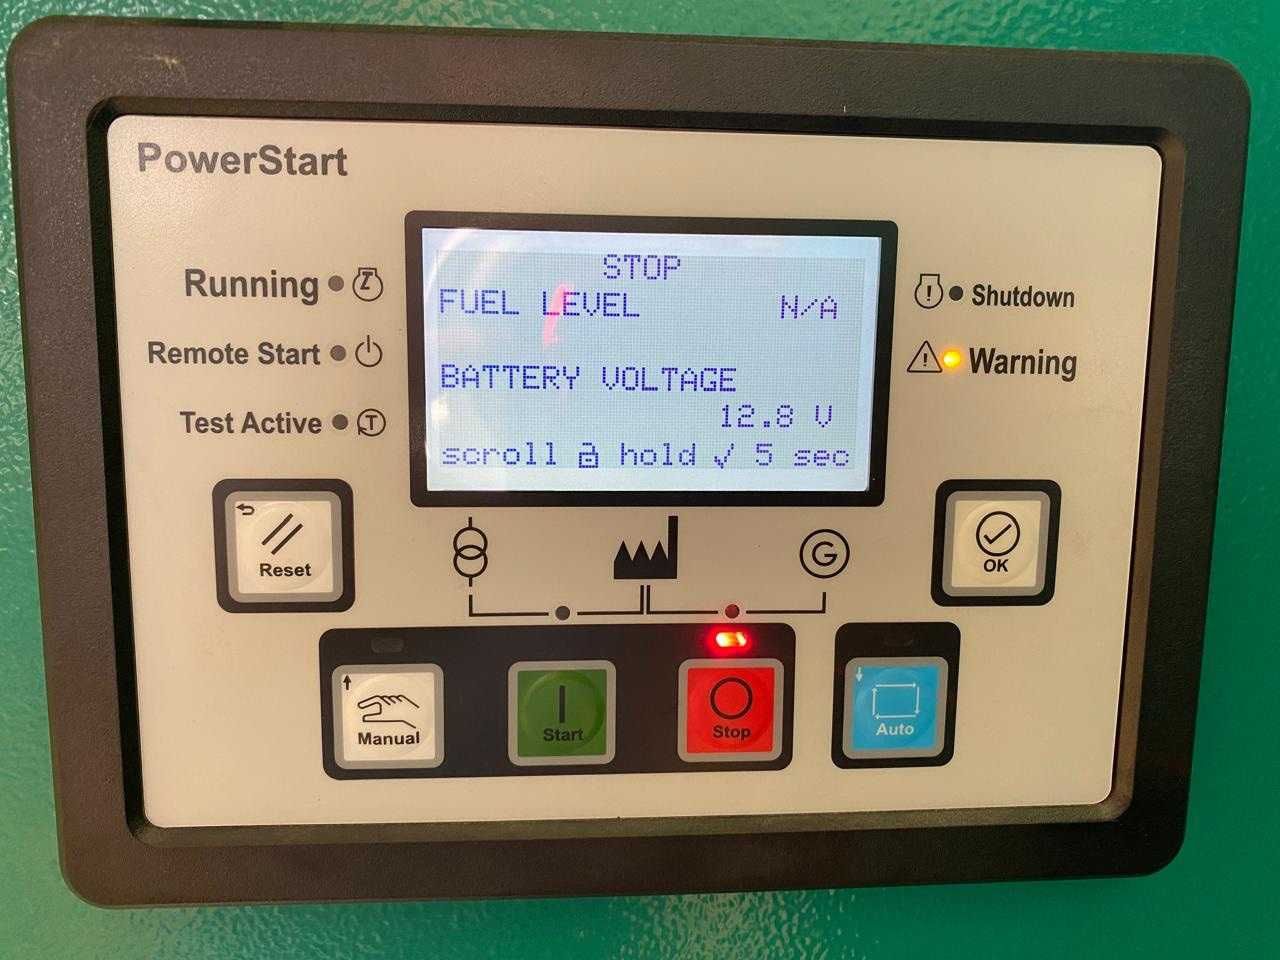 PowerStart
Running
Remote Start
Test Active
STOP
FUEL LEVEL N/A
BATTERY VOLTAGE
12.8 V
scroll hold ✓ 5 sec
! Shutdown
! Warning
T
Reset
G
OK
Manual
Start
Stop
Auto